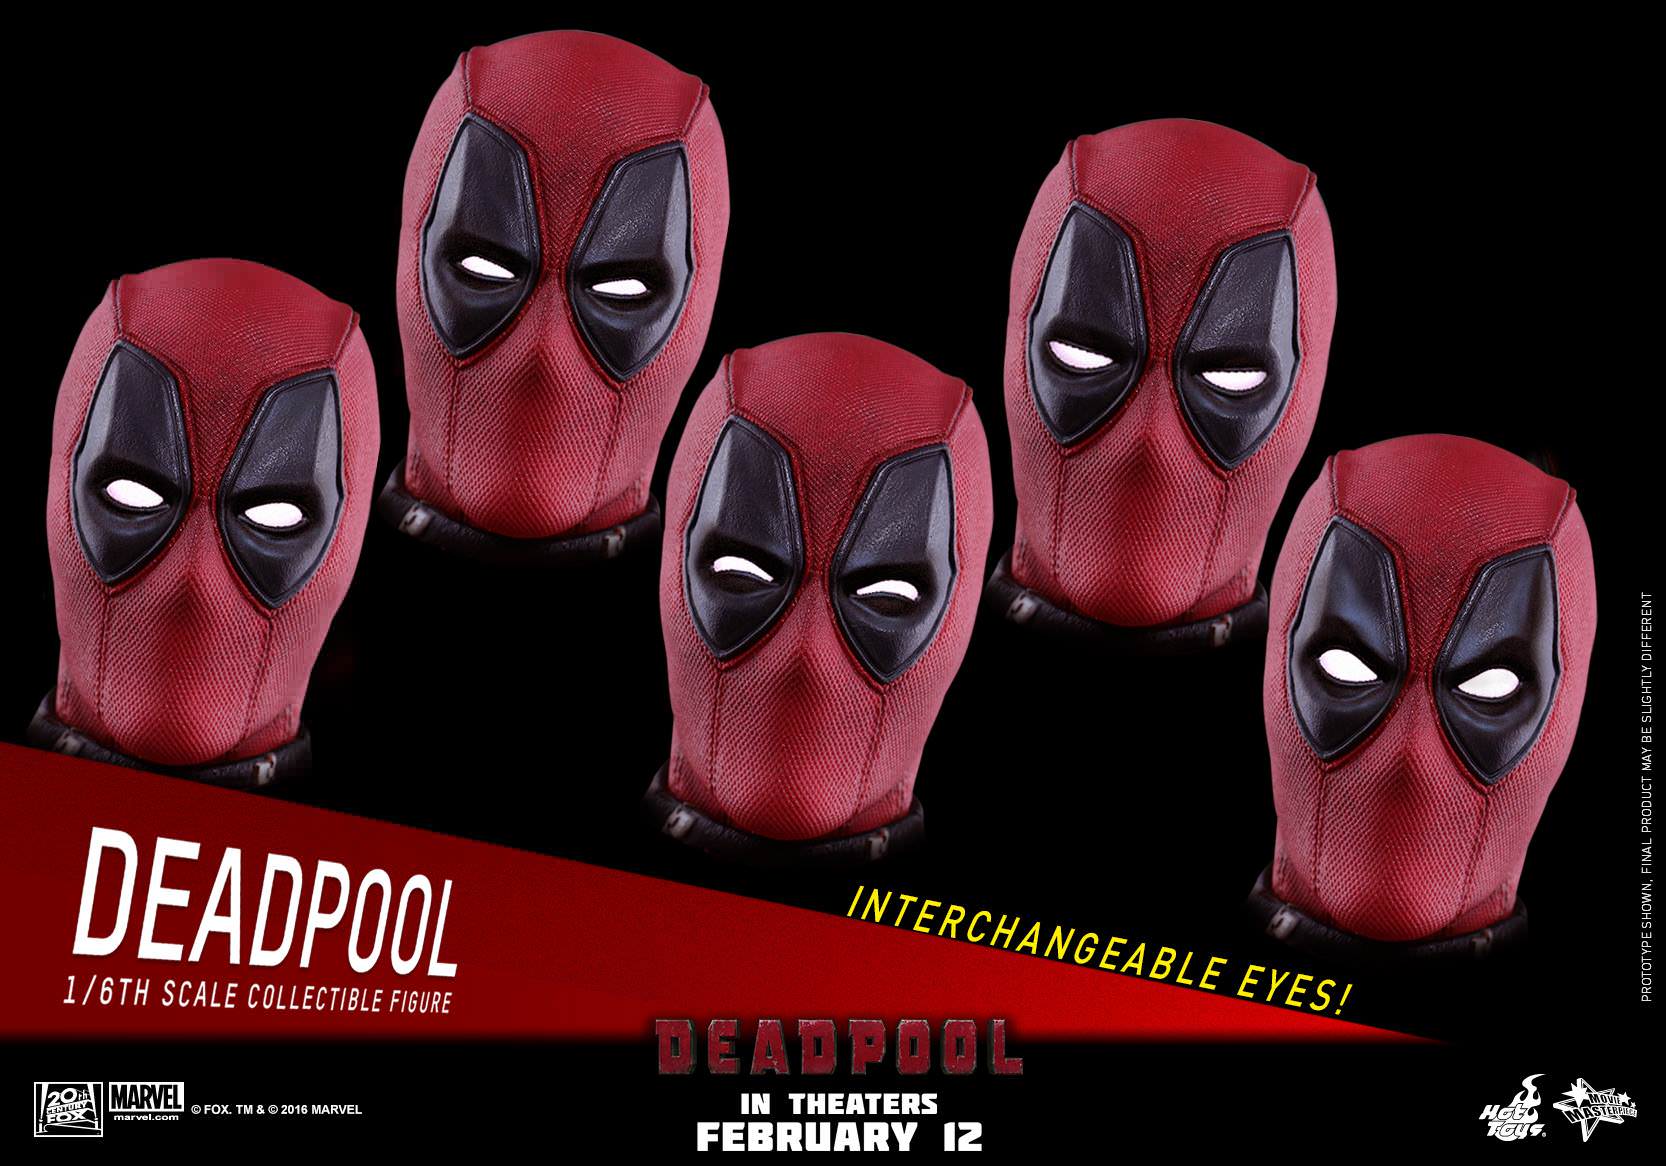 DEADPOOL
1/6TH SCALE COLLECTIBLE FIGURE
INTERCHANGEABLE EYES!
DEADPOOL
IN THEATERS
FEBRUARY 12
20th
CENTURY
FOX
MARVEL
marvel.com
© FOX. TM & © 2016 MARVEL
Hot
Toys.
MOVIE
MASTERPIECE
PROTOTYPE SHOWN, FINAL PRODUCT MAY BE SLIGHTLY DIFFERENT